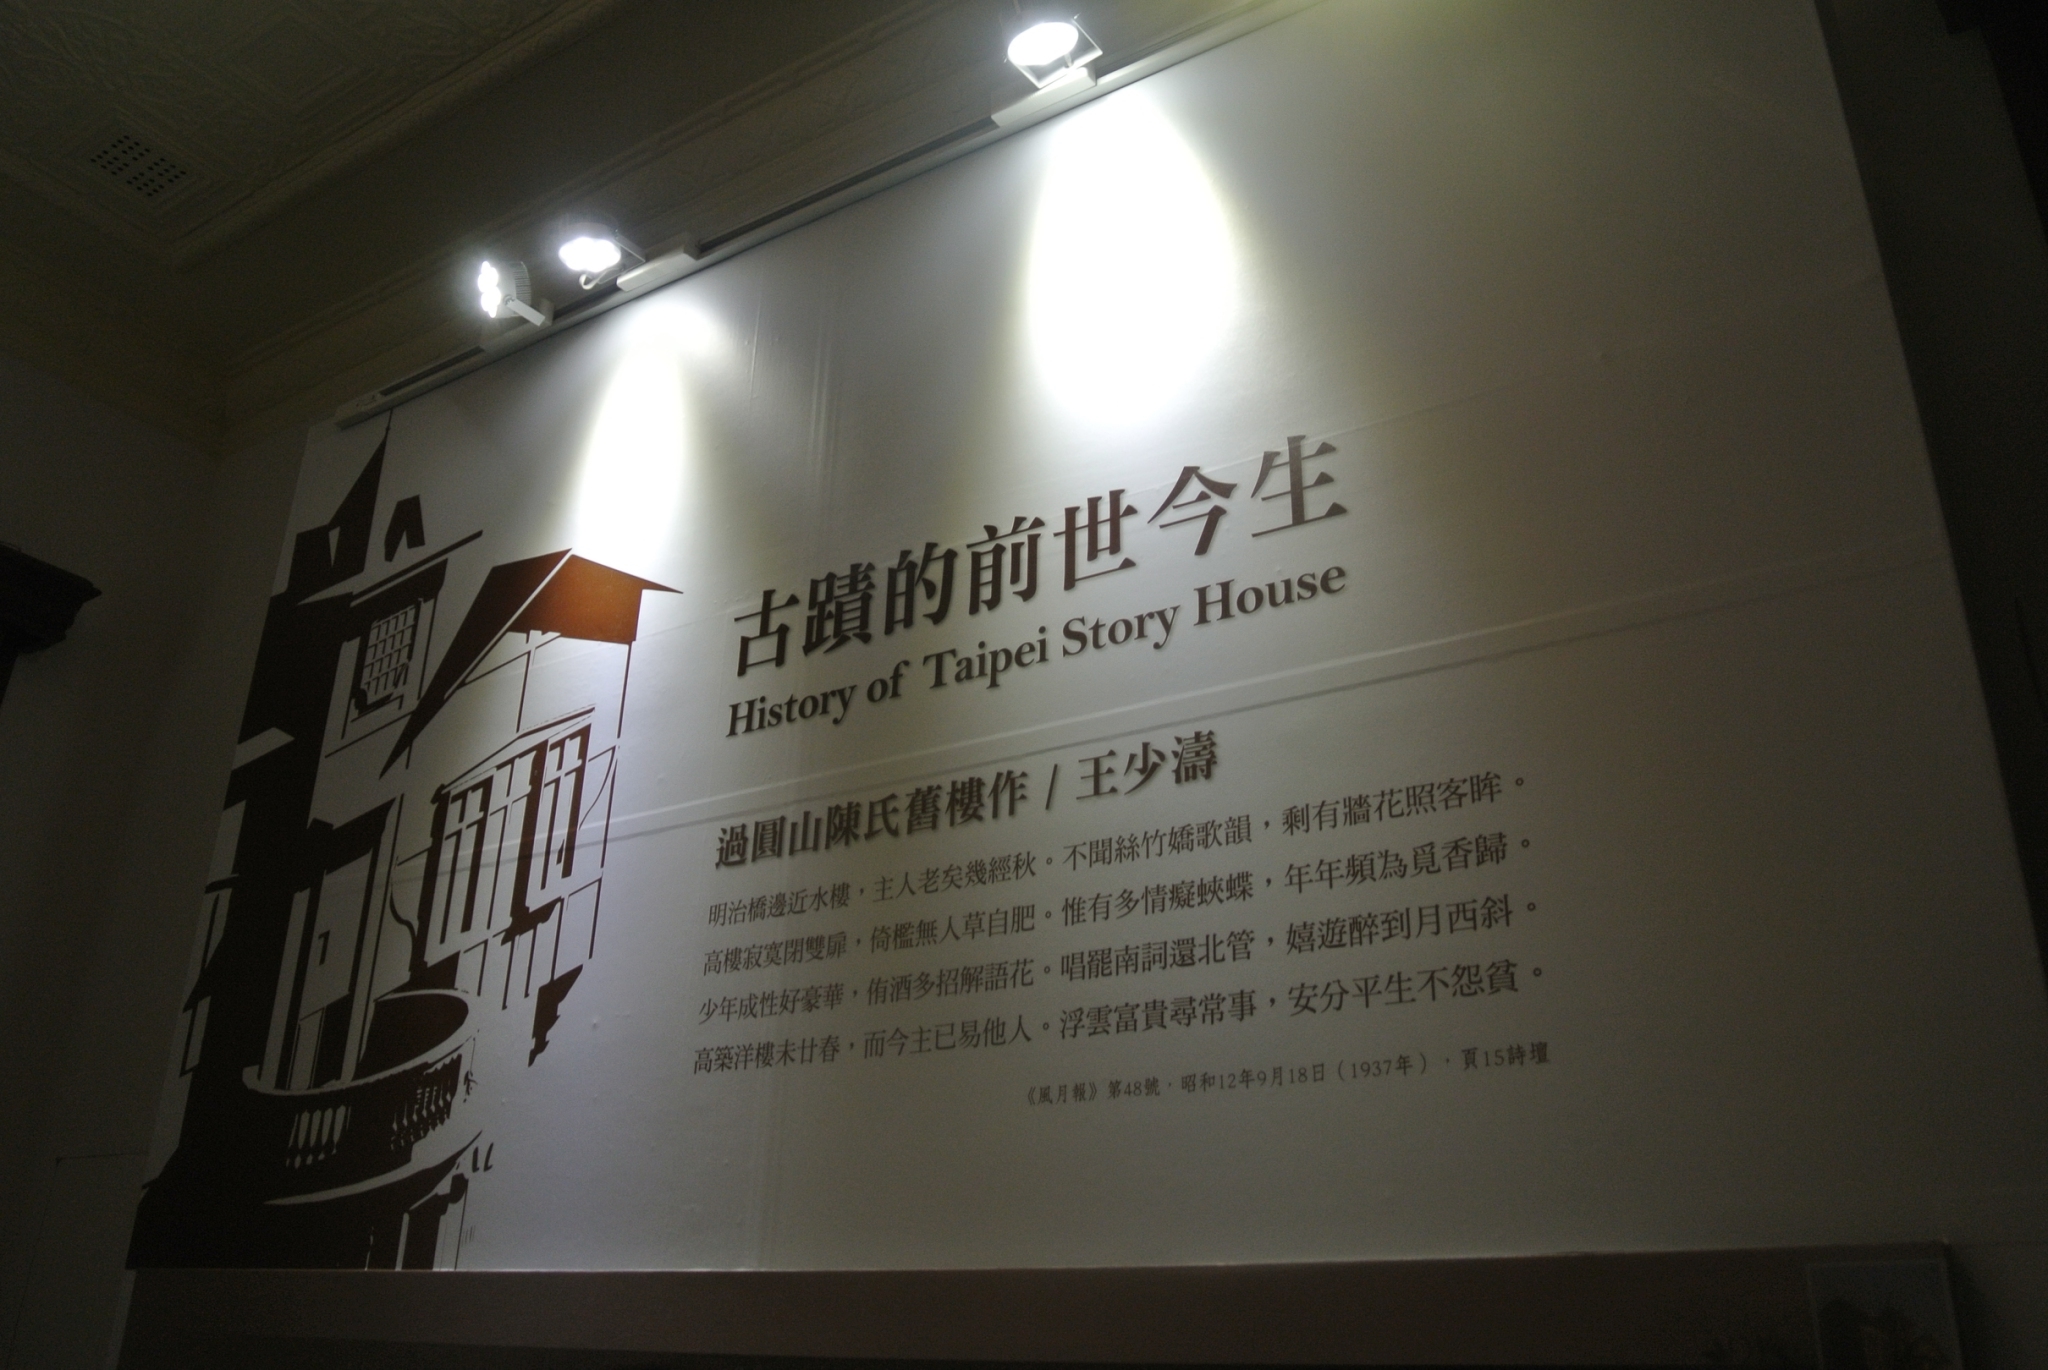 古蹟的前世今生
History of Taipei Story House
過圓山陳氏舊樓作 / 王少濤
明治橋邊近水樓，主人老矣幾經秋。不聞絲竹嬌歌韻，剩有牆花照客眸。
高樓寂寞閉雙扉，倚檻無人草自肥。惟有多情癡蛺蝶，年年頻為覓香歸。
少年成性好豪華，侑酒多招解語花。唱罷南詞還北管，嬉遊醉到月西斜。
高築洋樓未廿春，而今主已易他人。浮雲富貴尋常事，安分平生不怨貧。
《風月報》第48號，昭和12年9月18日（1937年），頁15詩壇